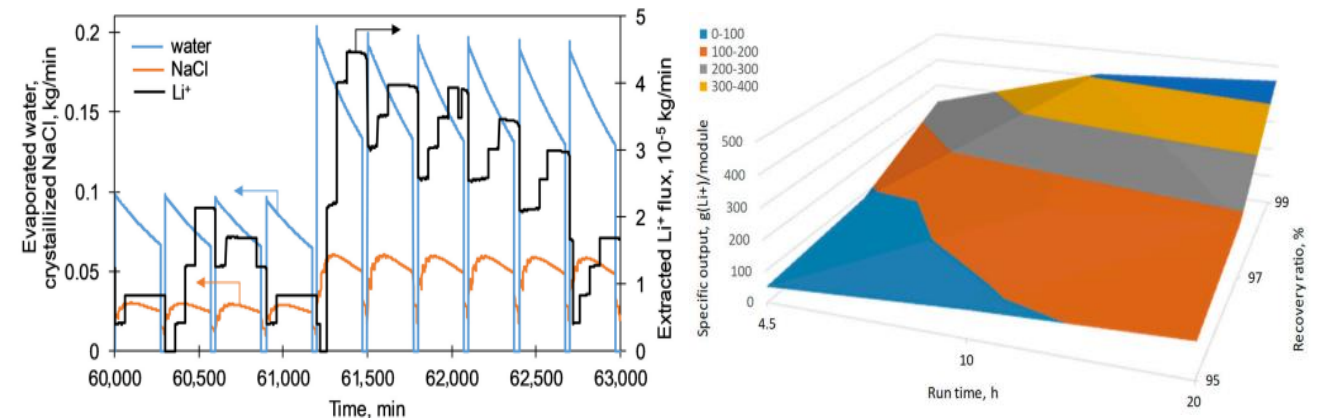 Evaporated water,
crystaillized NaCl, kg/min
0.2
0.15
0.1
0.05
0
water
NaCl
Li⁺
5
4
3
2
1
0
Extracted Li⁺ flux, 10⁻⁵ kg/min
60,000 60,500 61,000 61,500 62,000 62,500 63,000
Time, min
0-100
100-200
200-300
300-400
Specific output, g(Li+)/module
500
400
300
200
100
0
4.5
10
20
Run time, h
95
97
99
Recovery ratio, %